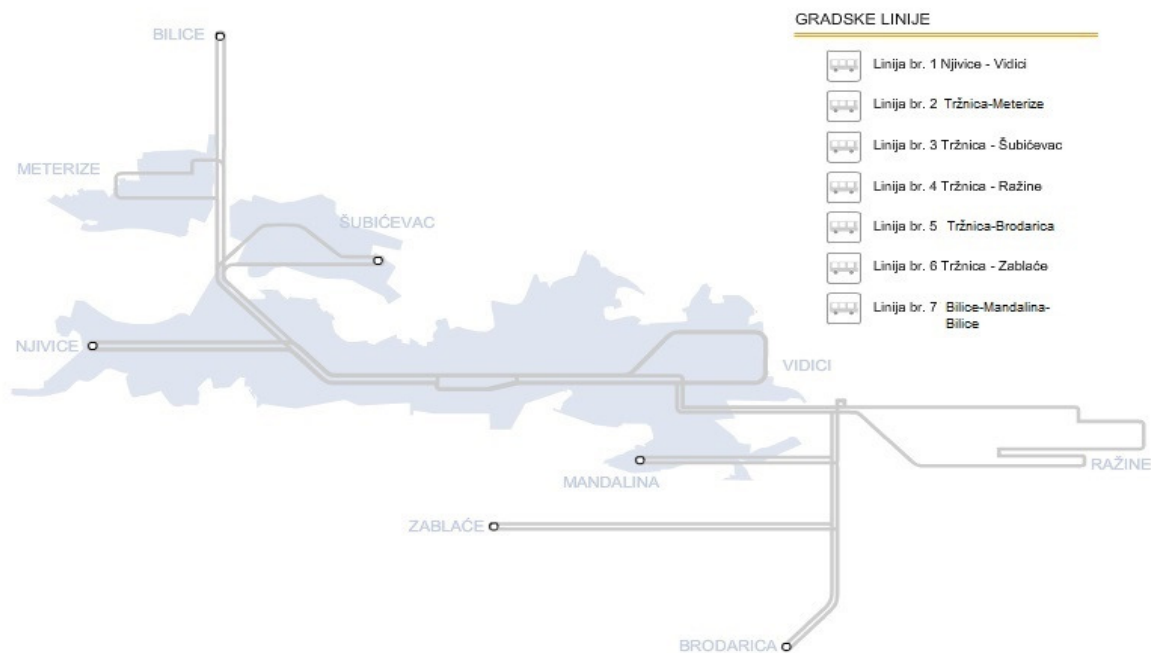 GRADSKE LINIJE
Linija br. 1 Njivice - Vidici
Linija br. 2 Tržnica-Meterize
Linija br. 3 Tržnica - Šubićevac
Linija br. 4 Tržnica - Ražine
Linija br. 5 Tržnica-Brodarica
Linija br. 6 Tržnica - Zablaće
Linija br. 7 Bilice-Mandalina-
Bilice
BILICE
METERIZE
ŠUBIĆEVAC
NJIVICE
VIDICI
MANDALINA
RAŽINE
ZABLAĆE
BRODARICA